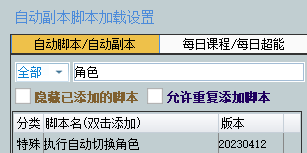 自动副本脚本加载设置
自动脚本/自动副本 每日课程/每日超能
全部 角色
隐藏已添加的脚本 允许重复添加脚本
分类 脚本名(双击添加) 版本
特殊 执行自动切换角色 20230412